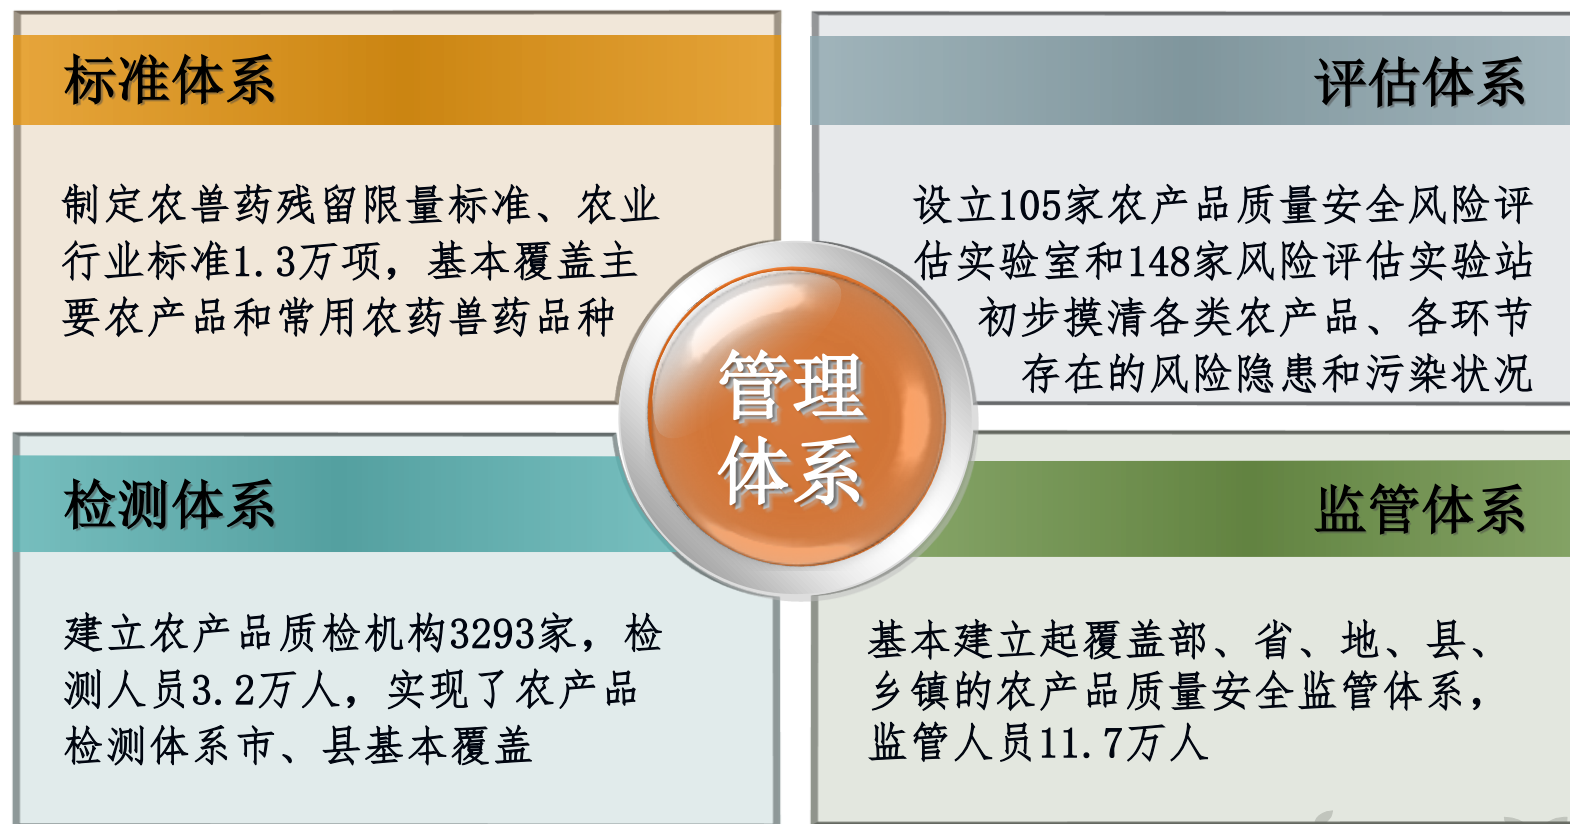 标准体系
制定农兽药残留限量标准、农业
行业标准1.3万项，基本覆盖主
要农产品和常用农药兽药品种
评估体系
设立105家农产品质量安全风险评
估实验室和148家风险评估实验站
初步摸清各类农产品、各环节
存在的风险隐患和污染状况
管理
体系
检测体系
建立农产品质检机构3293家，检
测人员3.2万人，实现了农产品
检测体系市、县基本覆盖
监管体系
基本建立起覆盖部、省、地、县、
乡镇的农产品质量安全监管体系，
监管人员11.7万人